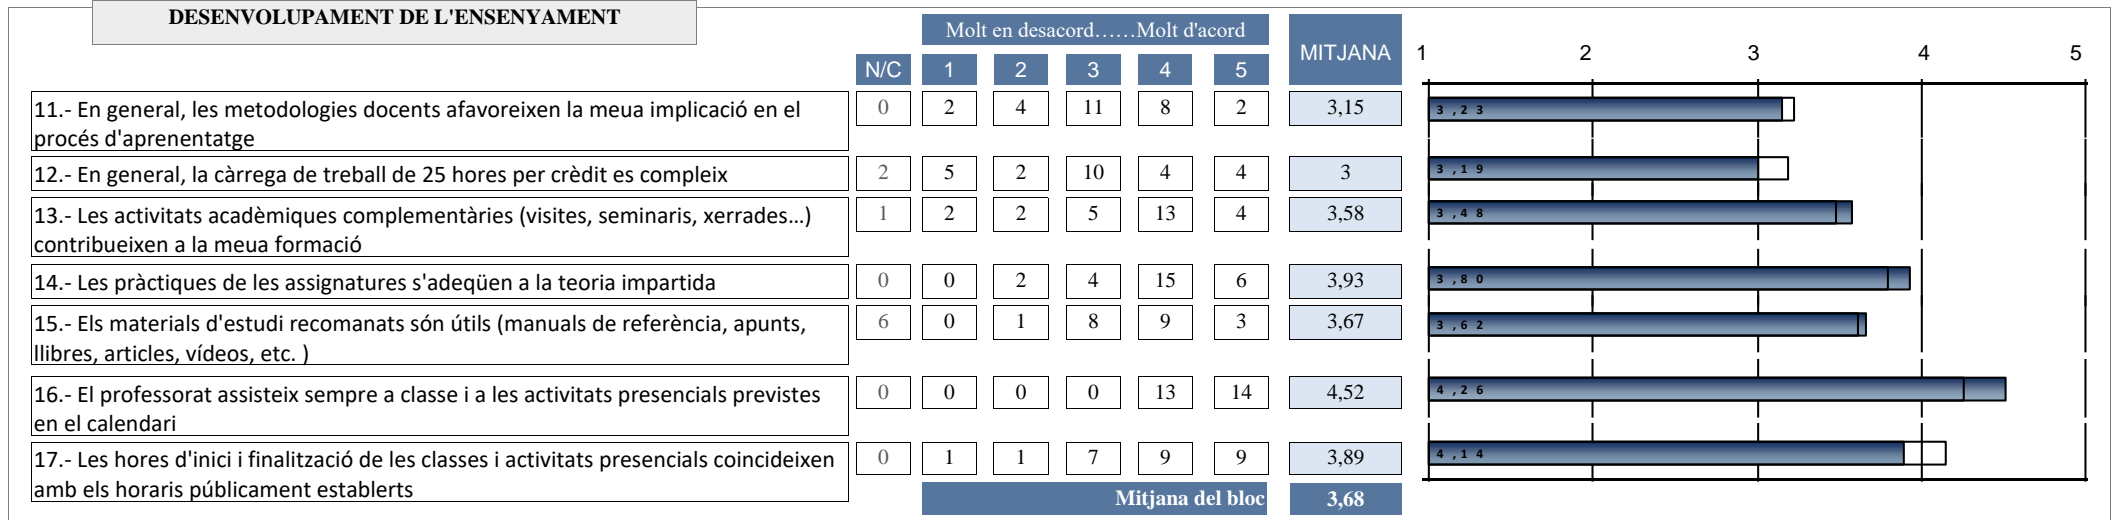 DESENVOLUPAMENT DE L'ENSENYAMENT
Molt en desacord……Molt d'acord
MITJANA
N/C 1 2 3 4 5
1 2 3 4 5
11.- En general, les metodologies docents afavoreixen la meua implicació en el
procés d'aprenentatge
0 2 4 11 8 2 3,15 3,23
12.- En general, la càrrega de treball de 25 hores per crèdit es compleix
2 5 2 10 4 4 3 3,19
13.- Les activitats acadèmiques complementàries (visites, seminaris, xerrades…)
contribueixen a la meua formació
1 2 2 5 13 4 3,58 3,48
14.- Les pràctiques de les assignatures s'adeqüen a la teoria impartida
0 0 2 4 15 6 3,93 3,80
15.- Els materials d'estudi recomanats són útils (manuals de referència, apunts,
llibres, articles, vídeos, etc. )
6 0 1 8 9 3 3,67 3,62
16.- El professorat assisteix sempre a classe i a les activitats presencials previstes
en el calendari
0 0 0 0 13 14 4,52 4,26
17.- Les hores d'inici i finalització de les classes i activitats presencials coincideixen
amb els horaris públicament establerts
0 1 1 7 9 9 3,89 4,14
Mitjana del bloc 3,68